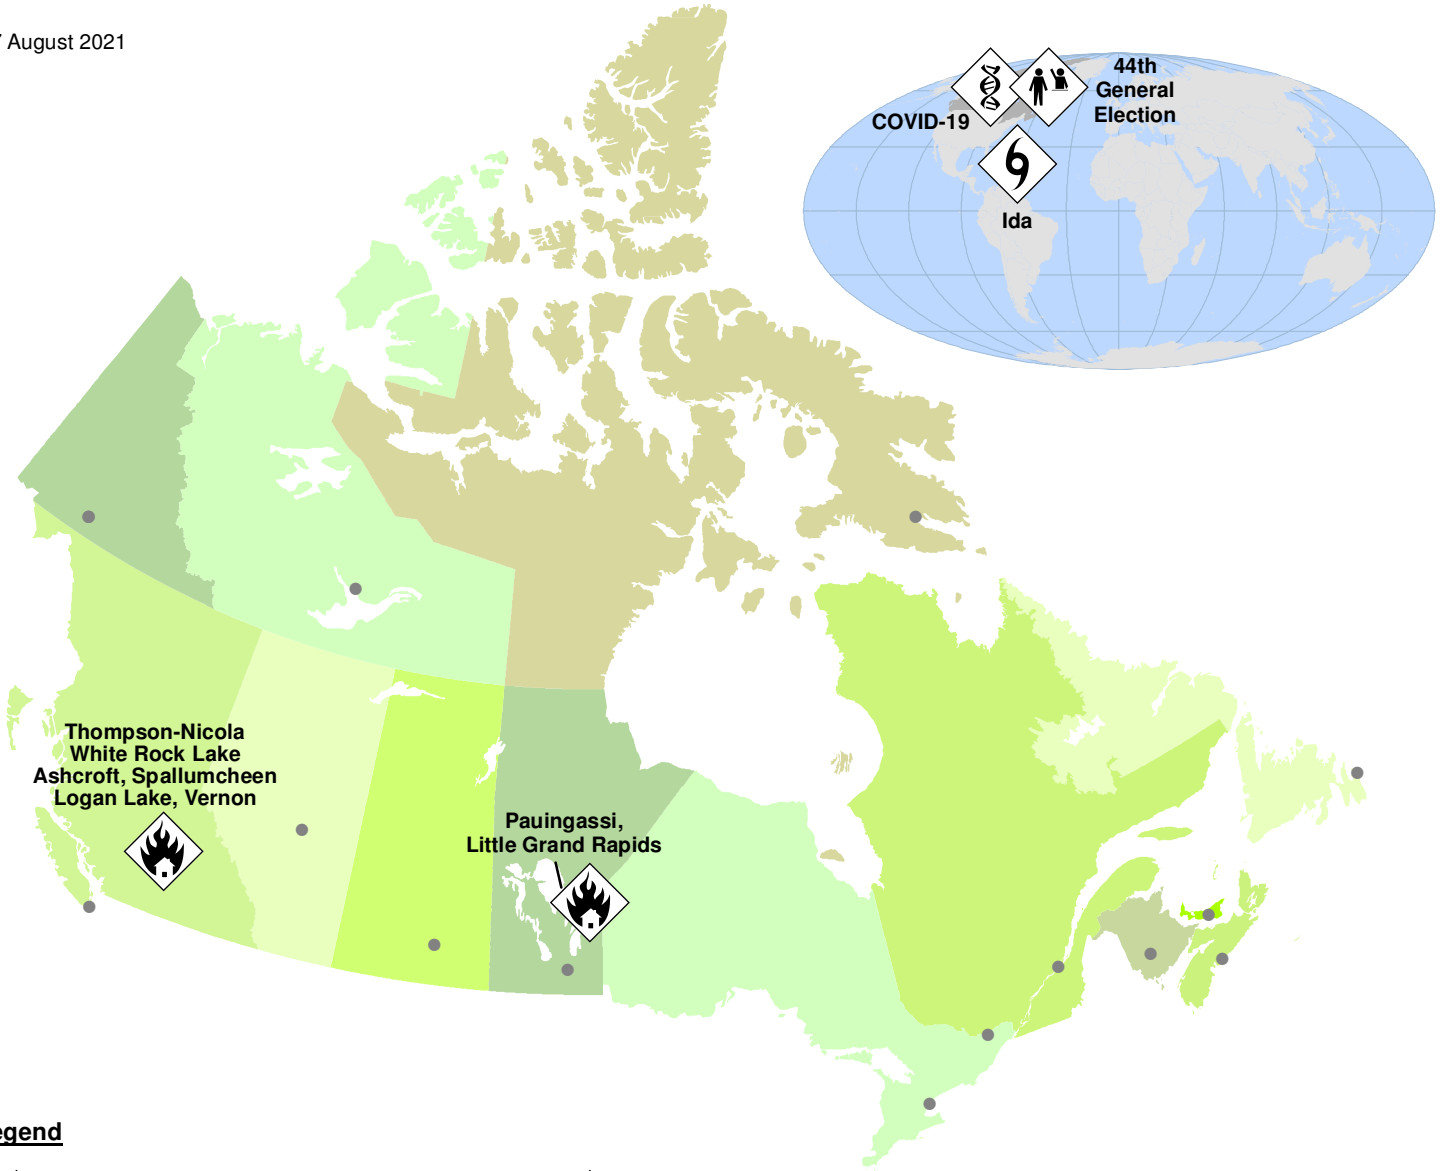 August 2021
44th
General
Election
COVID-19
Ida
Thompson-Nicola
White Rock Lake
Ashcroft, Spallumcheen
Logan Lake, Vernon
Pauingassi,
Little Grand Rapids
egend